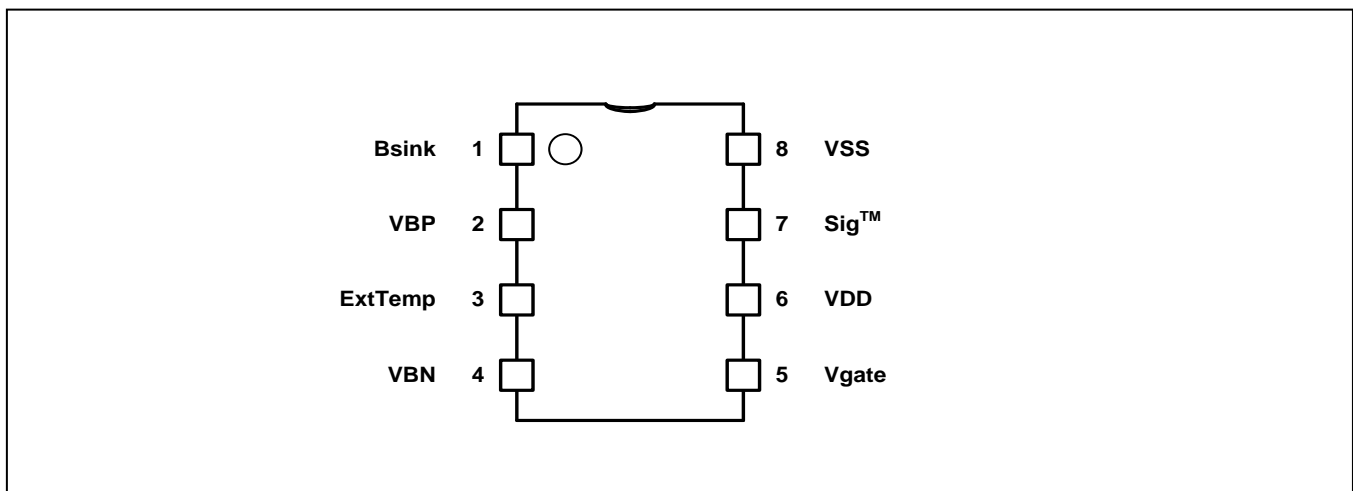 Bsink 1 8 VSS
VBP 2 7 Sig™
ExtTemp 3 6 VDD
VBN 4 5 Vgate